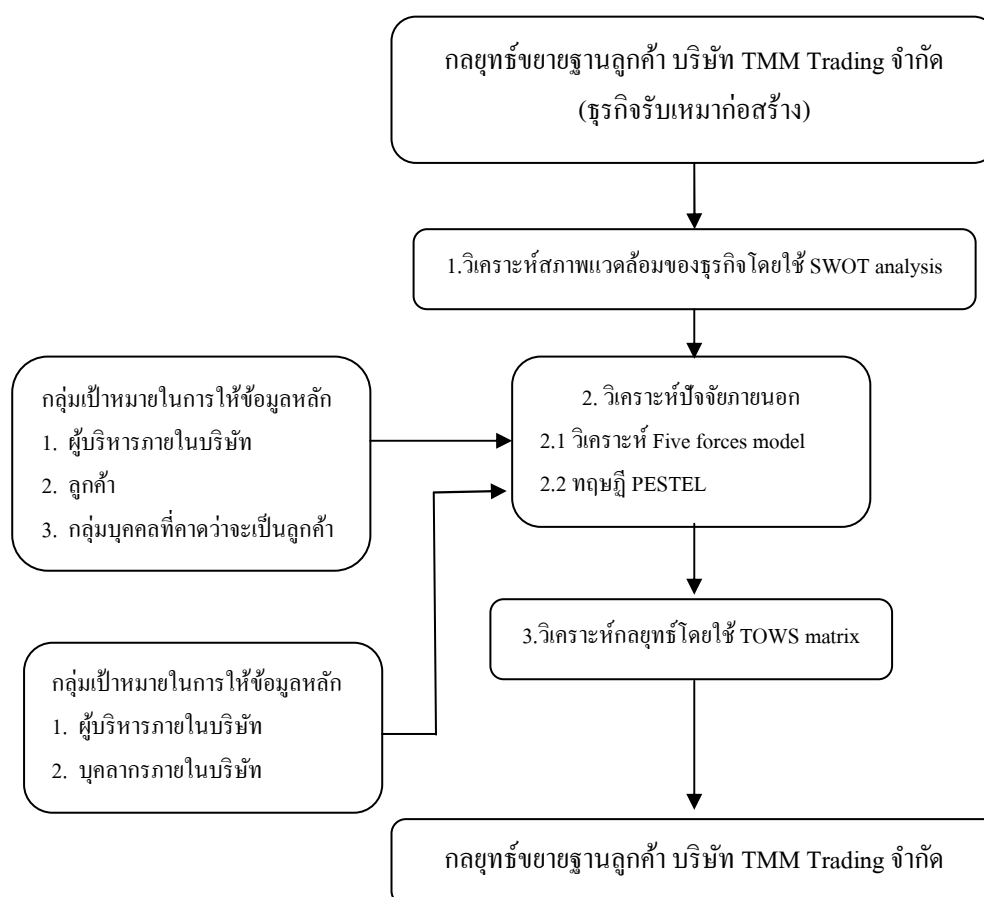 กลยุทธ์ขยายฐานลูกค้า บริษัท TMM Trading จำกัด
(ธุรกิจรับเหมาก่อสร้าง)
1.วิเคราะห์สภาพแวดล้อมของธุรกิจโดยใช้ SWOT analysis
กลุ่มเป้าหมายในการให้ข้อมูลหลัก
1. ผู้บริหารภายในบริษัท
2. ลูกค้า
3. กลุ่มบุคคลที่คาดว่าจะเป็นลูกค้า
2. วิเคราะห์ปัจจัยภายนอก
2.1 วิเคราะห์ Five forces model
2.2 ทฤษฎี PESTEL
3.วิเคราะห์กลยุทธ์โดยใช้ TOWS matrix
กลุ่มเป้าหมายในการให้ข้อมูลหลัก
1. ผู้บริหารภายในบริษัท
2. บุคลากรภายในบริษัท
กลยุทธ์ขยายฐานลูกค้า บริษัท TMM Trading จำกัด